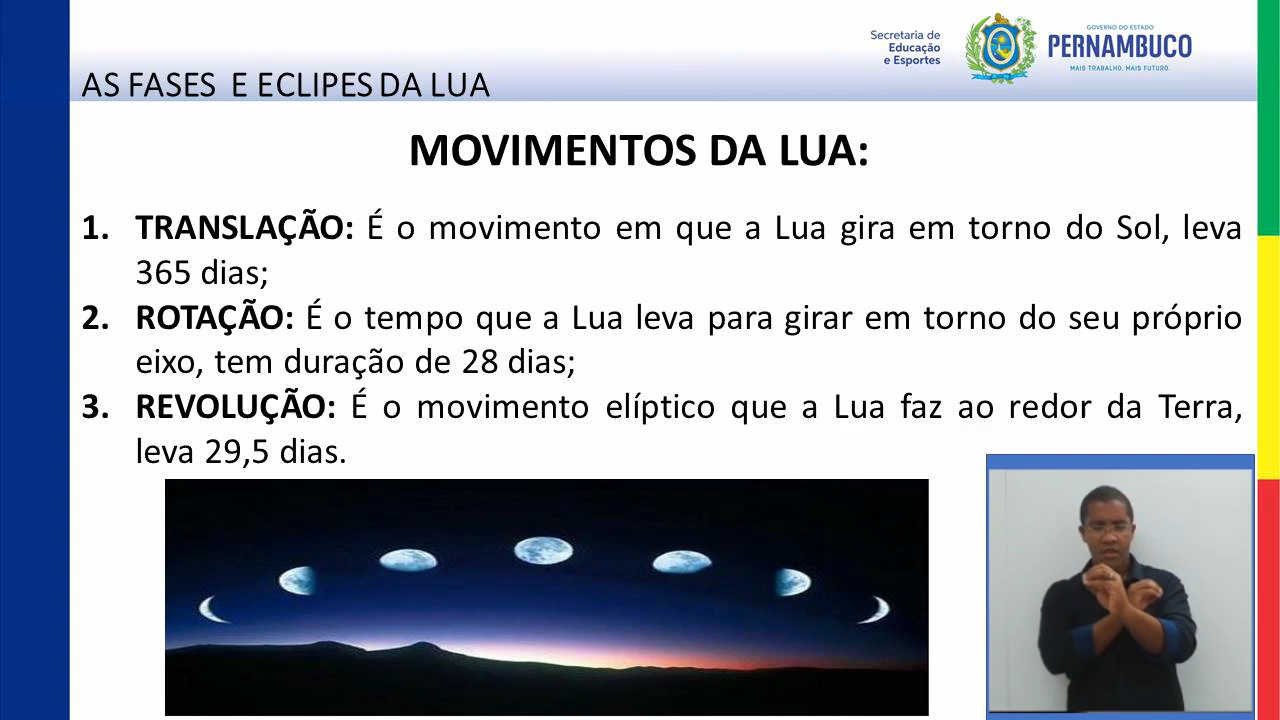 Secretaria de
Educação
e Esportes
GOVERNO DO ESTADO
PERNAMBUCO
MAIS TRABALHO, MAIS FUTURO.
AS FASES E ECLIPES DA LUA
MOVIMENTOS DA LUA:
1. TRANSLAÇÃO: É o movimento em que a Lua gira em torno do Sol, leva
365 dias;
2. ROTAÇÃO: É o tempo que a Lua leva para girar em torno do seu próprio
eixo, tem duração de 28 dias;
3. REVOLUÇÃO: É o movimento elíptico que a Lua faz ao redor da Terra,
leva 29,5 dias.